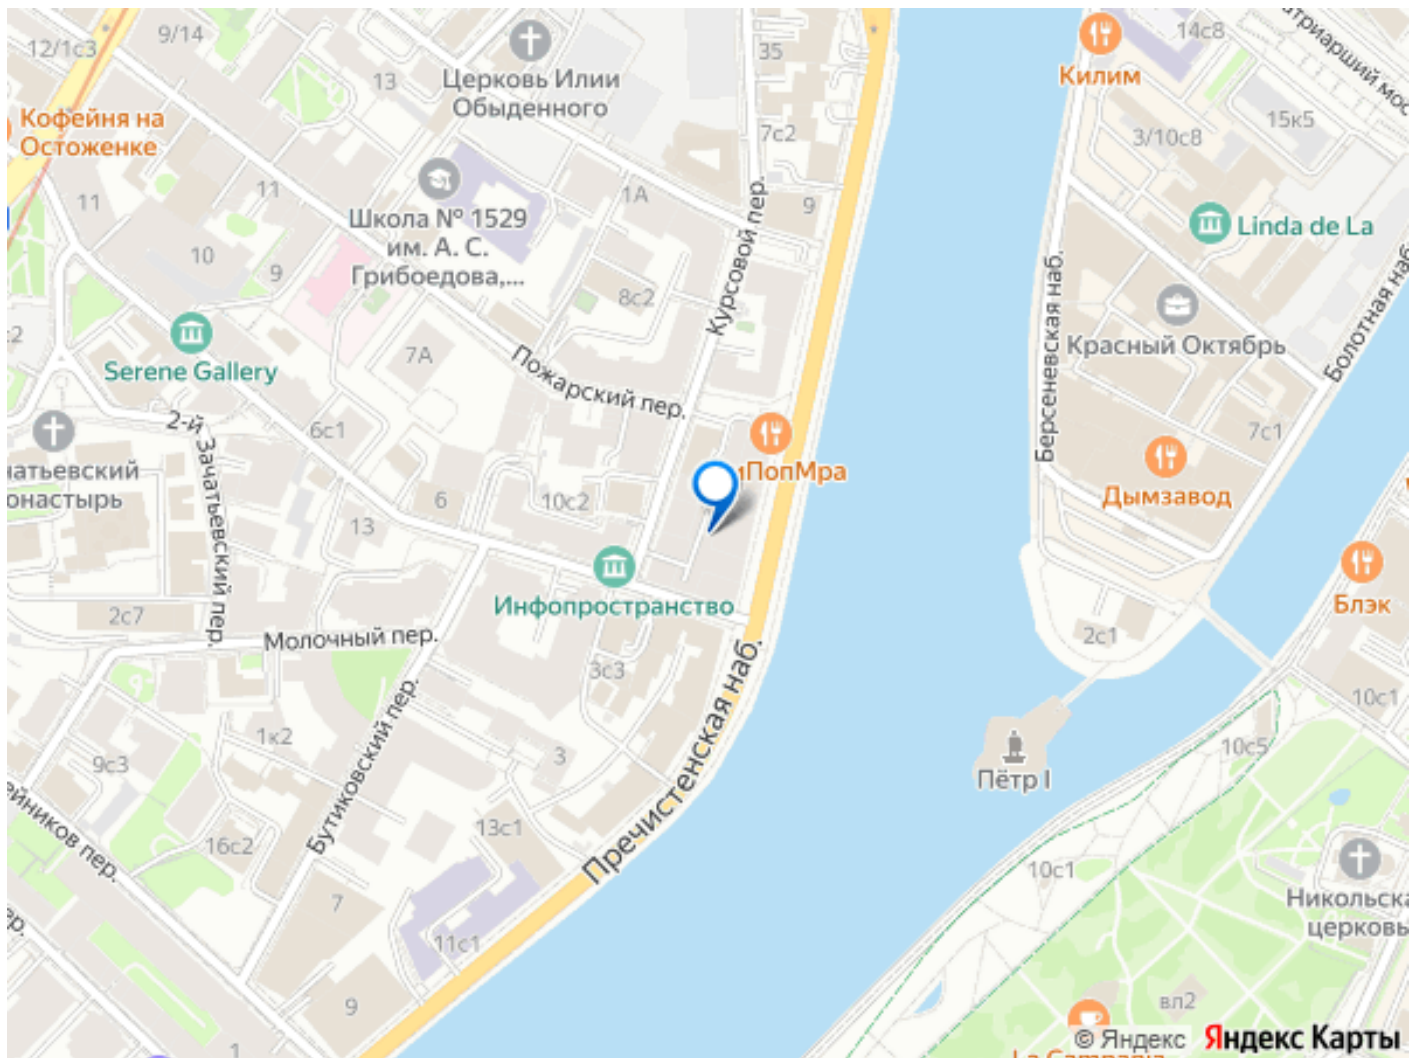 12/1с3
9/14
13
Церковь Илии
Обыденного
35
7с2
Килим
14с8
15к5
3/10с8
Кофейня на
Остоженке
11
11
10
9
Школа № 1529
им. А. С.
Грибоедова,...
1А
9
8с2
Курсовой пер.
Linda de La
Берсеневская наб.
Красный Октябрь
Болотная наб.
Serene Gallery
7А
Пожарский пер.
6с1
2-й Зачатьевский пер.
7с1
Дымзавод
6
13
10с2
Инфопространство
Блэк
2с7
Молочный пер.
3с3
2с1
10с1
10с5
Пётр I
1к2
9с3
3
Бутиковский пер.
Пречистенская наб.
13с1
16с2
7
11с1
9
1
10с1
вл2
© Яндекс Яндекс Карты